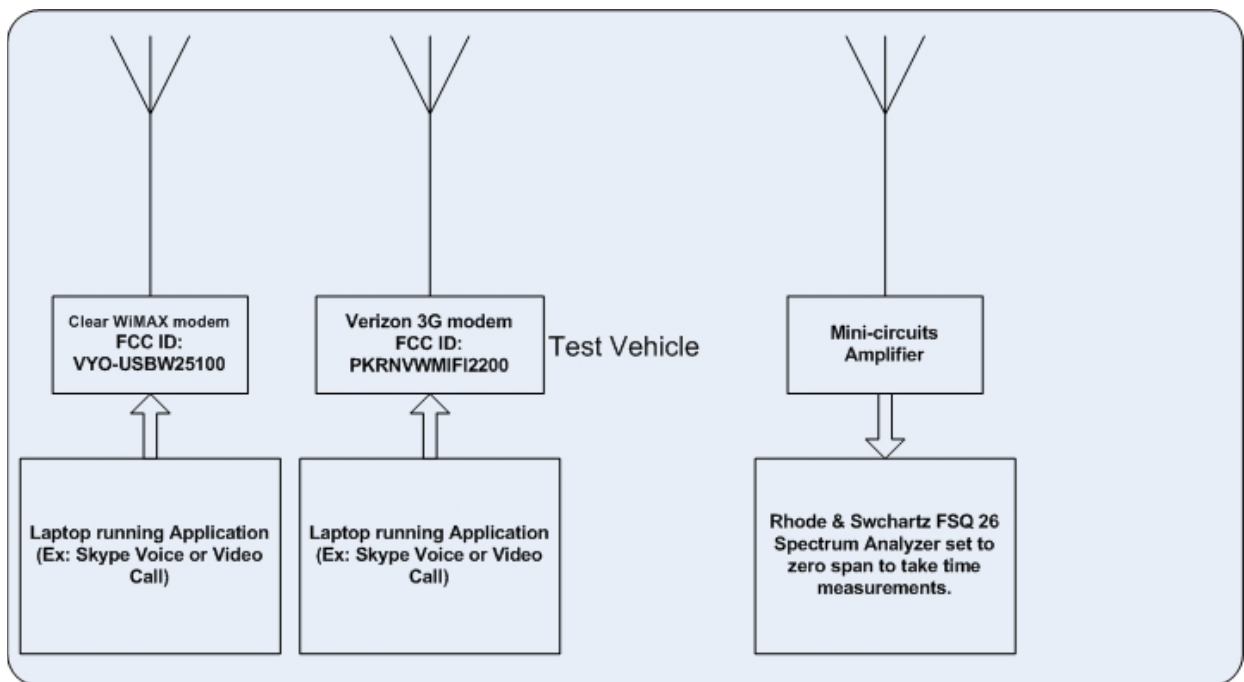 Clear WiMAX modem
FCC ID:
VYO-USBW25100
Verizon 3G modem
FCC ID:
PKRNVWMIFI2200
Test Vehicle
Mini-circuits
Amplifier
Laptop running Application
(Ex: Skype Voice or Video
Call)
Laptop running Application
(Ex: Skype Voice or Video
Call)
Rhode & Swchartz FSQ 26
Spectrum Analyzer set to
zero span to take time
measurements.